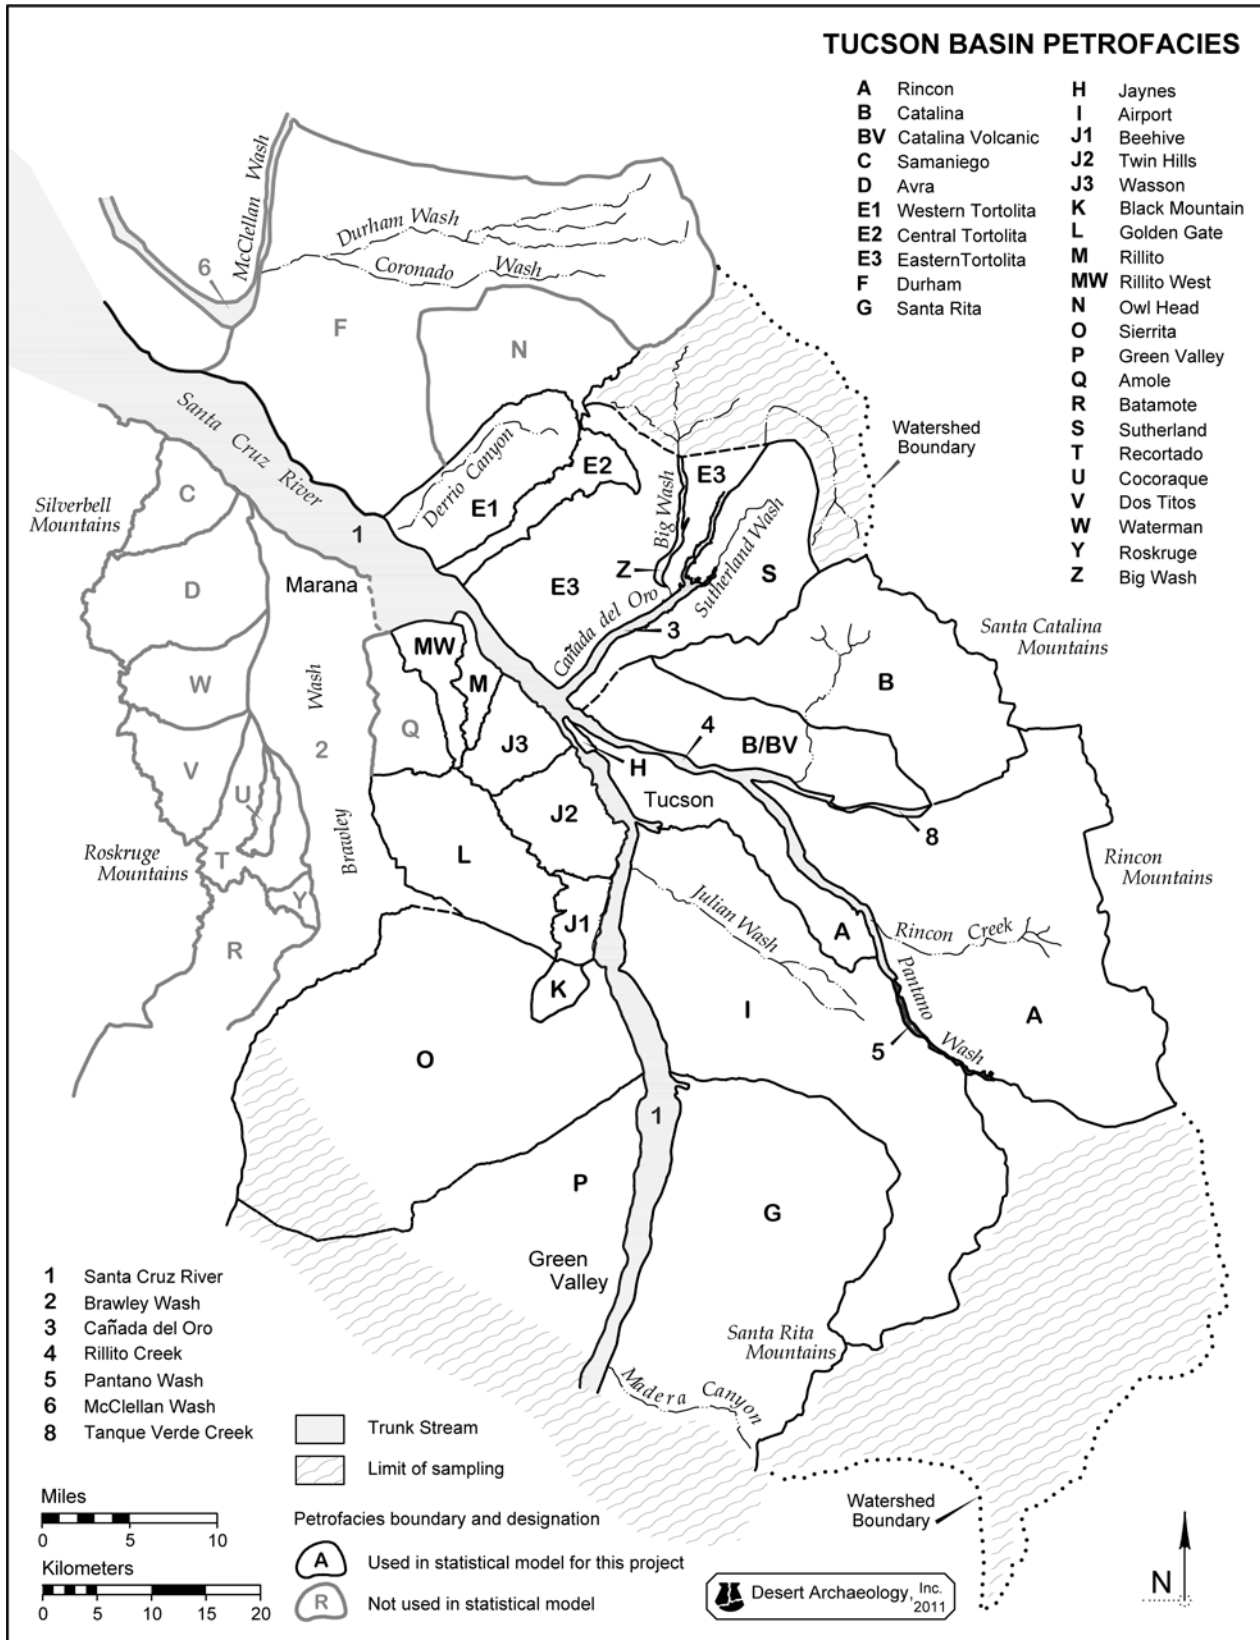 TUCSON BASIN PETROFACIES
A Rincon
B Catalina
BV Catalina Volcanic
C Samaniego
D Avra
E1 Western Tortolita
E2 Central Tortolita
E3 EasternTortolita
F Durham
G Santa Rita
H Jaynes
I Airport
J1 Beehive
J2 Twin Hills
J3 Wasson
K Black Mountain
L Golden Gate
M Rillito
MW Rillito West
N Owl Head
O Sierrita
P Green Valley
Q Amole
R Batamote
S Sutherland
T Recortado
U Cocoraque
V Dos Titos
W Waterman
Y Roskruge
Z Big Wash
McClellan Wash
Durham Wash
Coronado Wash
6
F
N
Santa Cruz River
Watershed
Boundary
Derrio Canyon
E2
E3
Big Wash
C
Silverbell
Mountains
E1
1
Sutherland Wash
Z
S
D
Marana
E3
Cañada del Oro
3
Santa Catalina
Mountains
MW
W
Wash
M
B
Q
J3
4
B/BV
2
V
H
U
Tucson
J2
8
Brawley
L
T
Roskruge
Mountains
Rincon
Mountains
Y
Julian Wash
J1
A
Rincon Creek
R
Pantano
Wash
K
I
A
5
O
1
P
G
Green
Valley
Santa Rita
Mountains
Madera Canyon
1 Santa Cruz River
2 Brawley Wash
3 Cañada del Oro
4 Rillito Creek
5 Pantano Wash
6 McClellan Wash
8 Tanque Verde Creek
Trunk Stream
Limit of sampling
Petrofacies boundary and designation
A Used in statistical model for this project
R Not used in statistical model
Miles
0 5 10
Kilometers
0 5 10 15 20
Watershed
Boundary
Desert Archaeology, Inc.
2011
N